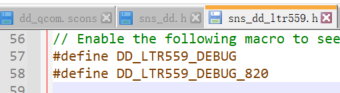 dd_qcom.scons
sns_dd.h
sns_dd_ltr559.h
56 // Enable the following macro to see
57 #define DD_LTR559_DEBUG
58 #define DD_LTR559_DEBUG_820
59